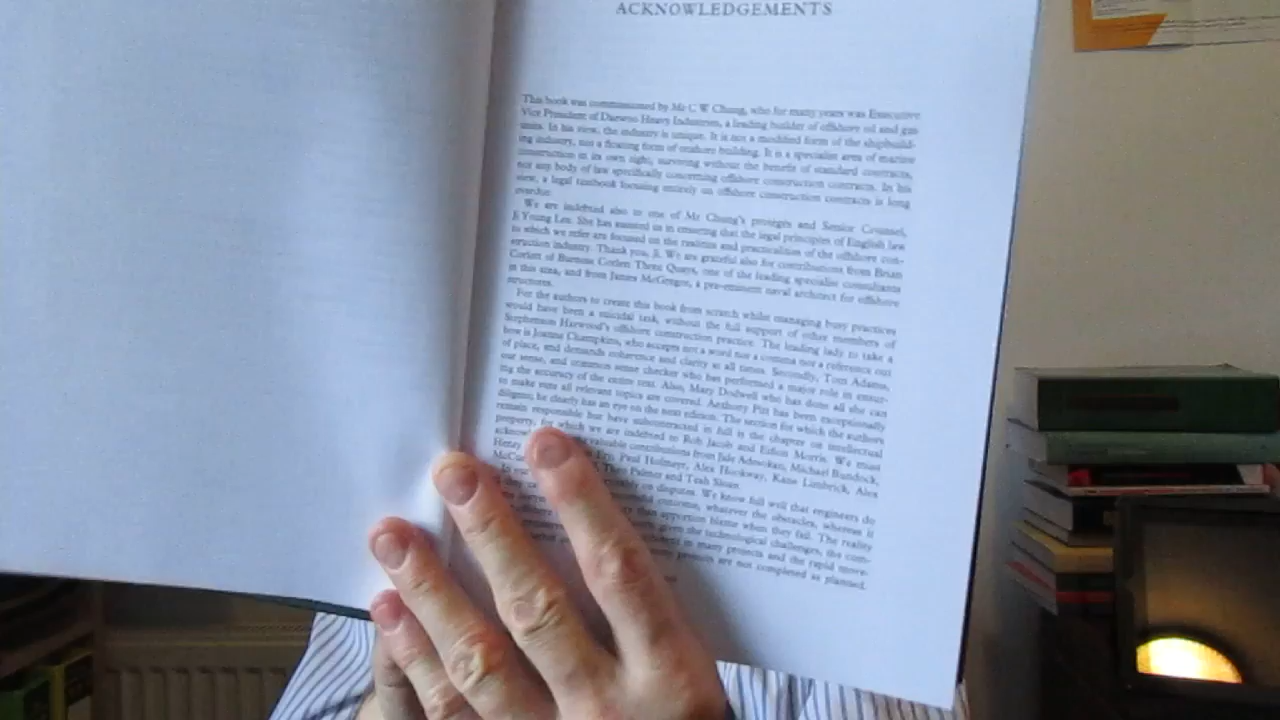 ACKNOWLEDGEMENTS
This book was commissioned by Mr C W Chung, who for many years was Executive
Vice President of Daewoo Heavy Industries, a leading builder of offshore oil and gas
units. In his view, the industry is unique. It is not a modified form of the shipbuild-
ing industry, nor a floating form of onshore building. It is a specialist area of marine
construction in its own right, surviving without the benefit of standard contracts,
nor any body of law specifically concerning offshore construction contracts. In his
view, a legal textbook focusing entirely on offshore construction contracts is long
overdue.
We are indebted also to one of Mr Chung's protégés and Senior Counsel,
Ji Young Lee. She has assisted us in ensuring that the legal principles of English law
to which we refer are focused on the realities and practicalities of the offshore con-
struction industry. Thank you, Ji. We are grateful also for contributions from Brian
Corlett of Burness Corlett Three Quays, one of the leading specialist consultants
in this area, and from James McGregor, a pre-eminent naval architect for offshore
structures.
For the authors to create this book from scratch whilst managing busy practices
would have been a suicidal task, without the full support of other members of
Stephenson Harwood's offshore construction practice. The leading lady to take a
bow is Joanne Champkins, who accepts not a word nor a comma nor a reference out
of place, and demands coherence and clarity at all times. Secondly, Tom Adams,
our sense, and common sense checker who has performed a major role in ensur-
ing the accuracy of the entire text. Also, Mary Dodwell who has done all she can
to make sure all relevant topics are covered. Anthony Pitt has been exceptionally
diligent; he clearly has an eye on the next edition. The section for which the authors
remain responsible but have subcontracted in full is the chapter on intellectual
property, for which we are indebted to Rob Jacob and Eifion Morris. We must
valuable contributions from Jide Adesokan, Michael Bundock,
Henry Fry, Paul Hofmeyr, Alex Hookway, Kane Limbrick, Alex
Theo Palmer and Teah Sloan.
on disputes. We know full well that engineers do
outcome, whatever the obstacles, whereas it
than apportion blame when they fail. The reality
given the technological challenges, the com-
in many projects and the rapid move-
projects are not completed as planned.